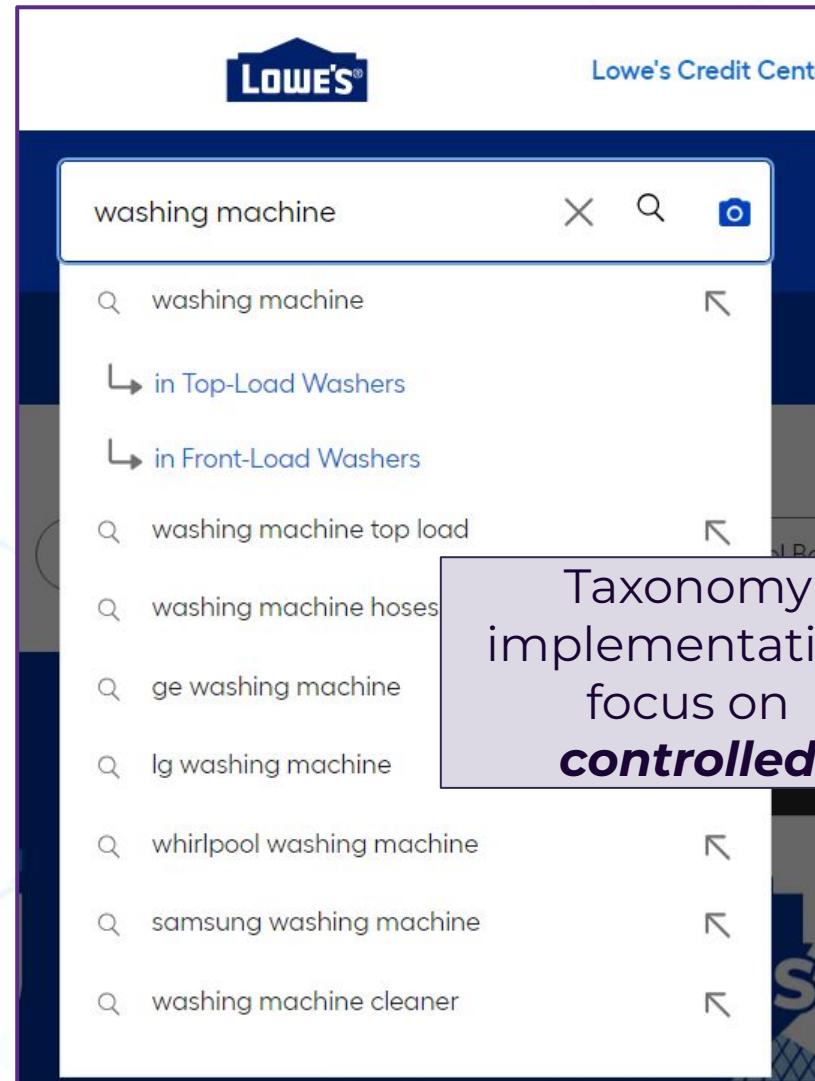 LOWE'S®
Lowe's Credit Cent
washing machine
washing machine
in Top-Load Washers
in Front-Load Washers
washing machine top load
washing machine hoses
ge washing machine
lg washing machine
whirlpool washing machine
samsung washing machine
washing machine cleaner
Taxonomy
implementati
focus on
controlled